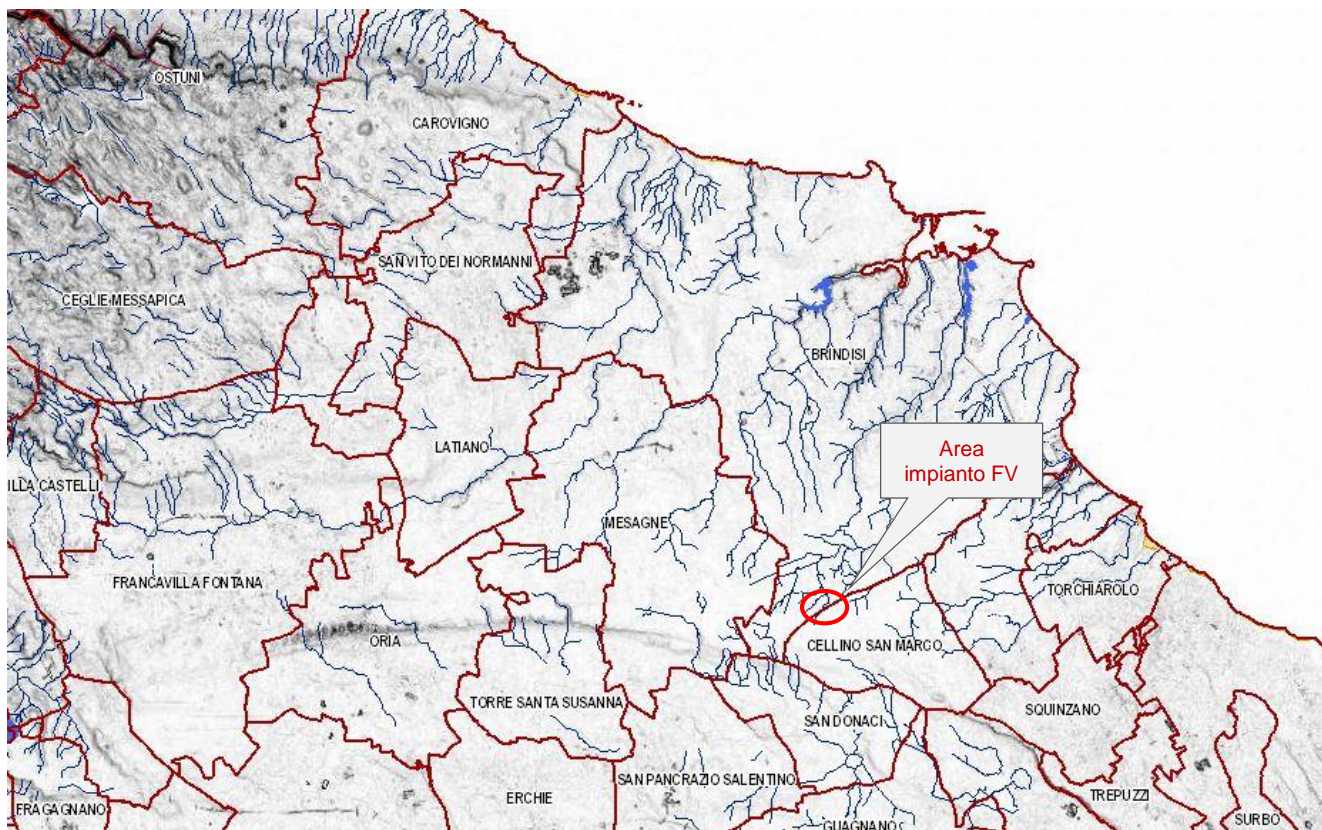 OSTUNI
CAROVIGNO
SAN VITO DEI NORMANNI
CEGLIE MESSAPICA
BRINDISI
Area
impianto FV
LATIANO
ILLA CASTELLI
MESAGNE
FRANCAVILLA FONTANA
TORCHIAROLO
ORIA
CELLINO SAN MARCO
TORRE SANTA SUSANNA
SQUINZANO
SAN DONACI
SAN PANCRAZIO SALENTINO
ERCHIE
TREPUZZI
FRAGAGNANO
GUAGNANO
SURBO